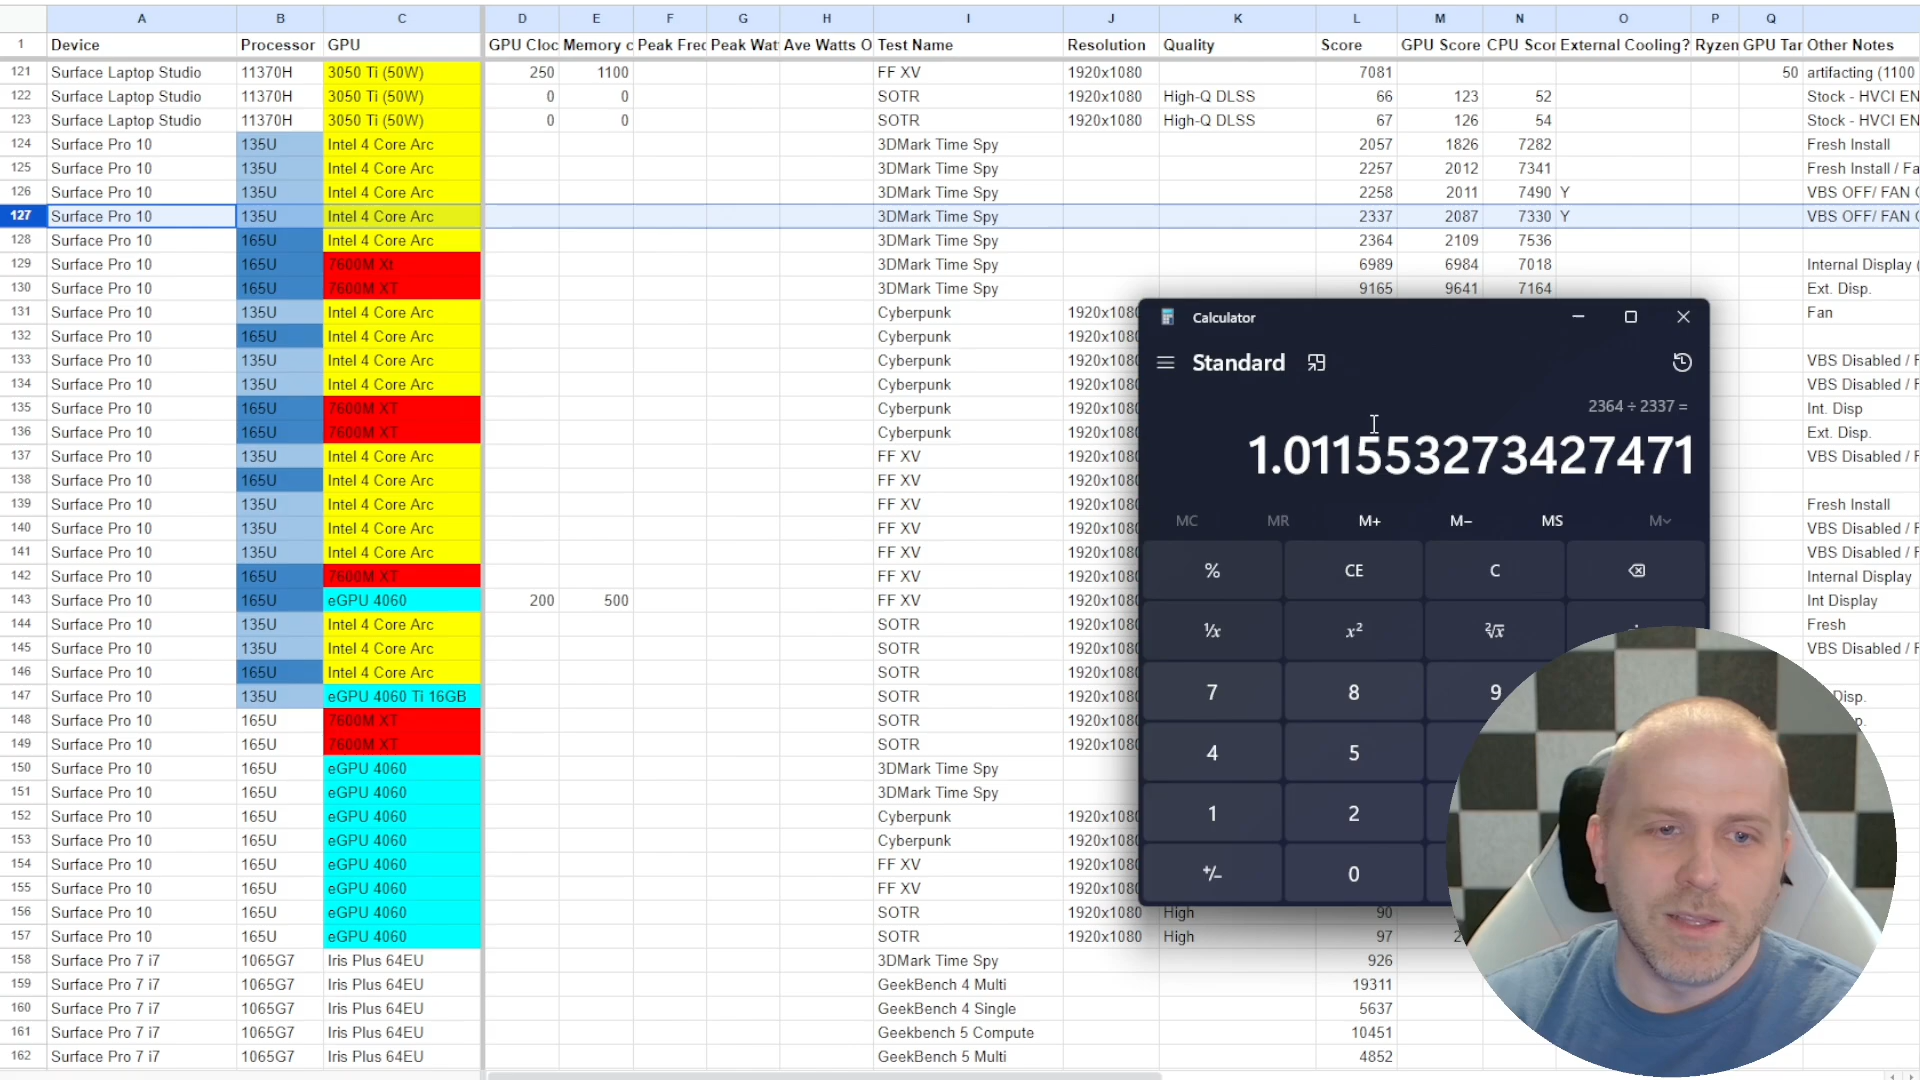 A B C D E F G H I J K L M N O P Q
1 Device Processor GPU GPU Cloc Memory c Peak Frec Peak Wat Ave Watts O Test Name Resolution Quality Score GPU Score CPU Scor External Cooling? Ryzen GPU Tar Other Notes
121 Surface Laptop Studio 11370H 3050 Ti (50W) 250 1100 FF XV 1920x1080 7081 50 artifacting (1100
122 Surface Laptop Studio 11370H 3050 Ti (50W) 0 0 SOTR 1920x1080 High-Q DLSS 66 123 52 Stock - HVCI EN
123 Surface Laptop Studio 11370H 3050 Ti (50W) 0 0 SOTR 1920x1080 High-Q DLSS 67 126 54 Stock - HVCI EN
124 Surface Pro 10 135U Intel 4 Core Arc 3DMark Time Spy 2057 1826 7282 Fresh Install
125 Surface Pro 10 135U Intel 4 Core Arc 3DMark Time Spy 2257 2012 7341 Fresh Install / Fa
126 Surface Pro 10 135U Intel 4 Core Arc 3DMark Time Spy 2258 2011 7490 Y VBS OFF/ FAN C
127 Surface Pro 10 135U Intel 4 Core Arc 3DMark Time Spy 2337 2087 7330 Y VBS OFF/ FAN C
128 Surface Pro 10 165U Intel 4 Core Arc 3DMark Time Spy 2364 2109 7536
129 Surface Pro 10 165U 7600M Xt 3DMark Time Spy 6989 6984 7018 Internal Display (
130 Surface Pro 10 165U 7600M XT 3DMark Time Spy 9165 9641 7164 Ext. Disp.
131 Surface Pro 10 135U Intel 4 Core Arc Cyberpunk 1920x1080 Fan
132 Surface Pro 10 165U Intel 4 Core Arc Cyberpunk 1920x1080
133 Surface Pro 10 135U Intel 4 Core Arc Cyberpunk 1920x1080 VBS Disabled / F
134 Surface Pro 10 135U Intel 4 Core Arc Cyberpunk 1920x1080 VBS Disabled / F
135 Surface Pro 10 165U 7600M XT Cyberpunk 1920x1080 Int. Disp
136 Surface Pro 10 165U 7600M XT Cyberpunk 1920x1080 Ext. Disp.
137 Surface Pro 10 135U Intel 4 Core Arc FF XV 1920x1080 VBS Disabled / F
138 Surface Pro 10 165U Intel 4 Core Arc FF XV 1920x1080
139 Surface Pro 10 135U Intel 4 Core Arc FF XV 1920x1080 Fresh Install
140 Surface Pro 10 135U Intel 4 Core Arc FF XV 1920x1080 VBS Disabled / F
141 Surface Pro 10 135U Intel 4 Core Arc FF XV 1920x1080 VBS Disabled / F
142 Surface Pro 10 165U 7600M XT FF XV 1920x1080 Internal Display
143 Surface Pro 10 165U eGPU 4060 200 500 FF XV 1920x1080 Int Display
144 Surface Pro 10 135U Intel 4 Core Arc SOTR 1920x1080 Fresh
145 Surface Pro 10 135U Intel 4 Core Arc SOTR 1920x1080 VBS Disabled / F
146 Surface Pro 10 165U Intel 4 Core Arc SOTR 1920x1080
147 Surface Pro 10 135U eGPU 4060 Ti 16GB SOTR 1920x1080 Disp.
148 Surface Pro 10 165U 7600M XT SOTR 1920x1080 p.
149 Surface Pro 10 165U 7600M XT SOTR 1920x1080
150 Surface Pro 10 165U eGPU 4060 3DMark Time Spy
151 Surface Pro 10 165U eGPU 4060 3DMark Time Spy
152 Surface Pro 10 165U eGPU 4060 Cyberpunk 1920x1080
153 Surface Pro 10 165U eGPU 4060 Cyberpunk 1920x1080
154 Surface Pro 10 165U eGPU 4060 FF XV 1920x1080
155 Surface Pro 10 165U eGPU 4060 FF XV 1920x1080
156 Surface Pro 10 165U eGPU 4060 SOTR 1920x1080 High 90
157 Surface Pro 10 165U eGPU 4060 SOTR 1920x1080 High 97 2
158 Surface Pro 7 i7 1065G7 Iris Plus 64EU 3DMark Time Spy 926
159 Surface Pro 7 i7 1065G7 Iris Plus 64EU GeekBench 4 Multi 19311
160 Surface Pro 7 i7 1065G7 Iris Plus 64EU GeekBench 4 Single 5637
161 Surface Pro 7 i7 1065G7 Iris Plus 64EU Geekbench 5 Compute 10451
162 Surface Pro 7 i7 1065G7 Iris Plus 64EU GeekBench 5 Multi 4852
Calculator
Standard
2364 ÷ 2337 =
1.011553273427471
MC MR M+ M− MS M
% CE C
¹/x x² ²√x ÷
7 8 9
4 5
1 2
+/− 0